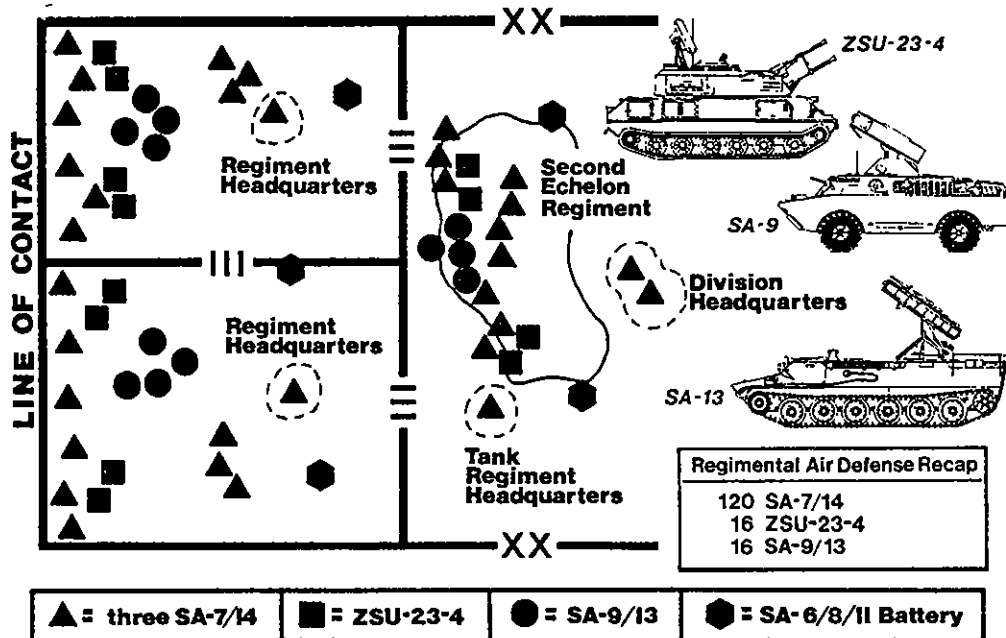 XX
ZSU-23-4
LINE OF CONTACT
Regiment
Headquarters
III
Second
Echelon
Regiment
SA-9
III
Regiment
Headquarters
Division
Headquarters
III
SA-13
Tank
Regiment
Headquarters
XX
Regimental Air Defense Recap
120 SA-7/14
16 ZSU-23-4
16 SA-9/13
= three SA-7/14
= ZSU-23-4
= SA-9/13
= SA-6/8/11 Battery